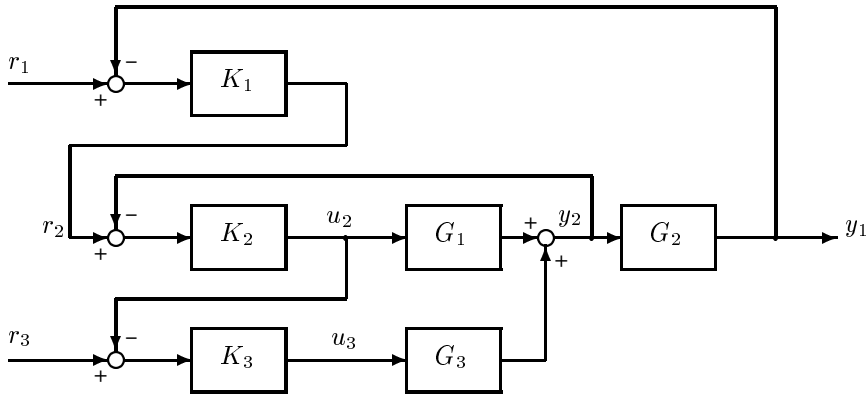 r₁ − + K₁
r₂ − + K₂ u₂ G₁ + + y₂ G₂ y₁
r₃ − + K₃ u₃ G₃